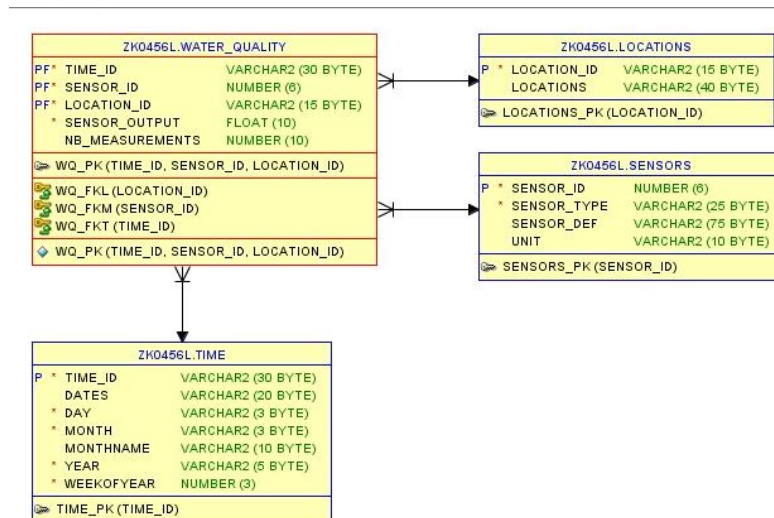 ZK0456L.WATER_QUALITY
PF* TIME_ID VARCHAR2 (30 BYTE)
PF* SENSOR_ID NUMBER (6)
PF* LOCATION_ID VARCHAR2 (15 BYTE)
* SENSOR_OUTPUT FLOAT (10)
NB_MEASUREMENTS NUMBER (10)
WQ_PK (TIME_ID, SENSOR_ID, LOCATION_ID)
WQ_FKL (LOCATION_ID)
WQ_FKM (SENSOR_ID)
WQ_FKT (TIME_ID)
WQ_PK (TIME_ID, SENSOR_ID, LOCATION_ID)
ZK0456L.LOCATIONS
P * LOCATION_ID VARCHAR2 (15 BYTE)
LOCATIONS VARCHAR2 (40 BYTE)
LOCATIONS_PK (LOCATION_ID)
ZK0456L.SENSORS
P * SENSOR_ID NUMBER (6)
* SENSOR_TYPE VARCHAR2 (25 BYTE)
SENSOR_DEF VARCHAR2 (75 BYTE)
UNIT VARCHAR2 (10 BYTE)
SENSORS_PK (SENSOR_ID)
ZK0456L.TIME
P * TIME_ID VARCHAR2 (30 BYTE)
DATES VARCHAR2 (20 BYTE)
* DAY VARCHAR2 (3 BYTE)
* MONTH VARCHAR2 (3 BYTE)
MONTHNAME VARCHAR2 (10 BYTE)
* YEAR VARCHAR2 (5 BYTE)
* WEEKOFYEAR NUMBER (3)
TIME_PK (TIME_ID)